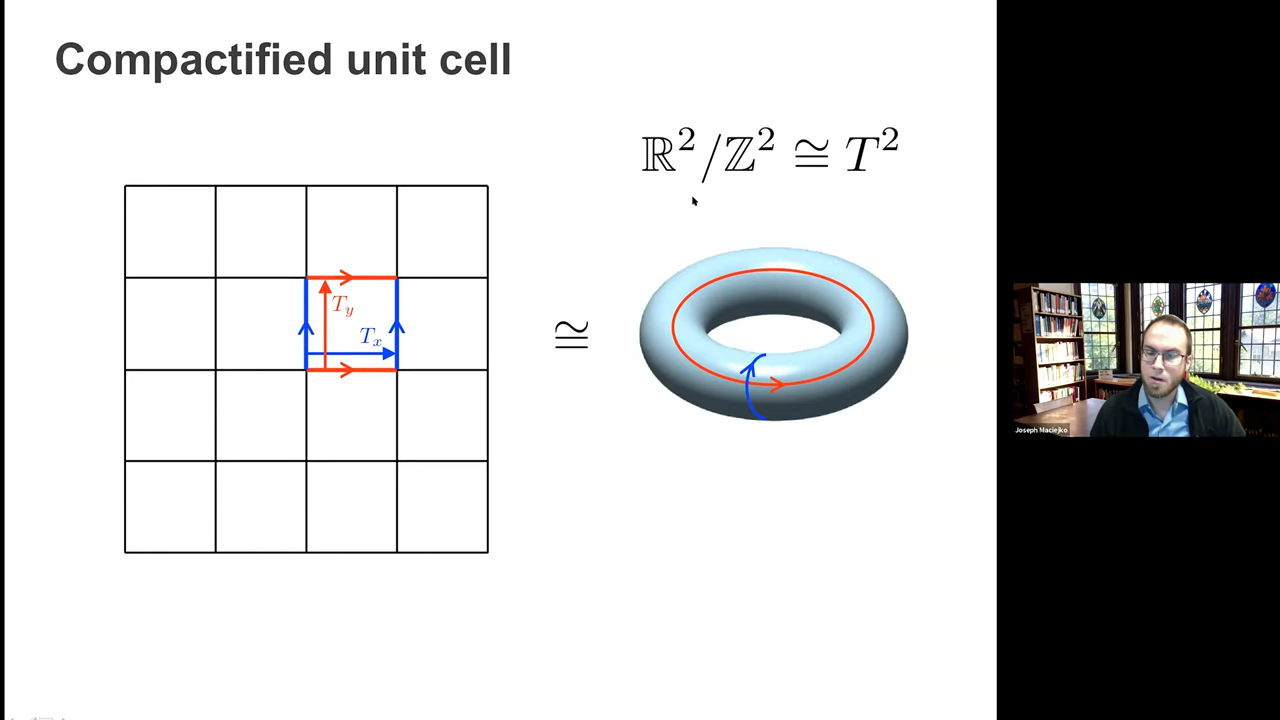 Compactified unit cell
ℝ²/ℤ² ≅ T²
T_y
T_x
≅
Joseph Maciejko